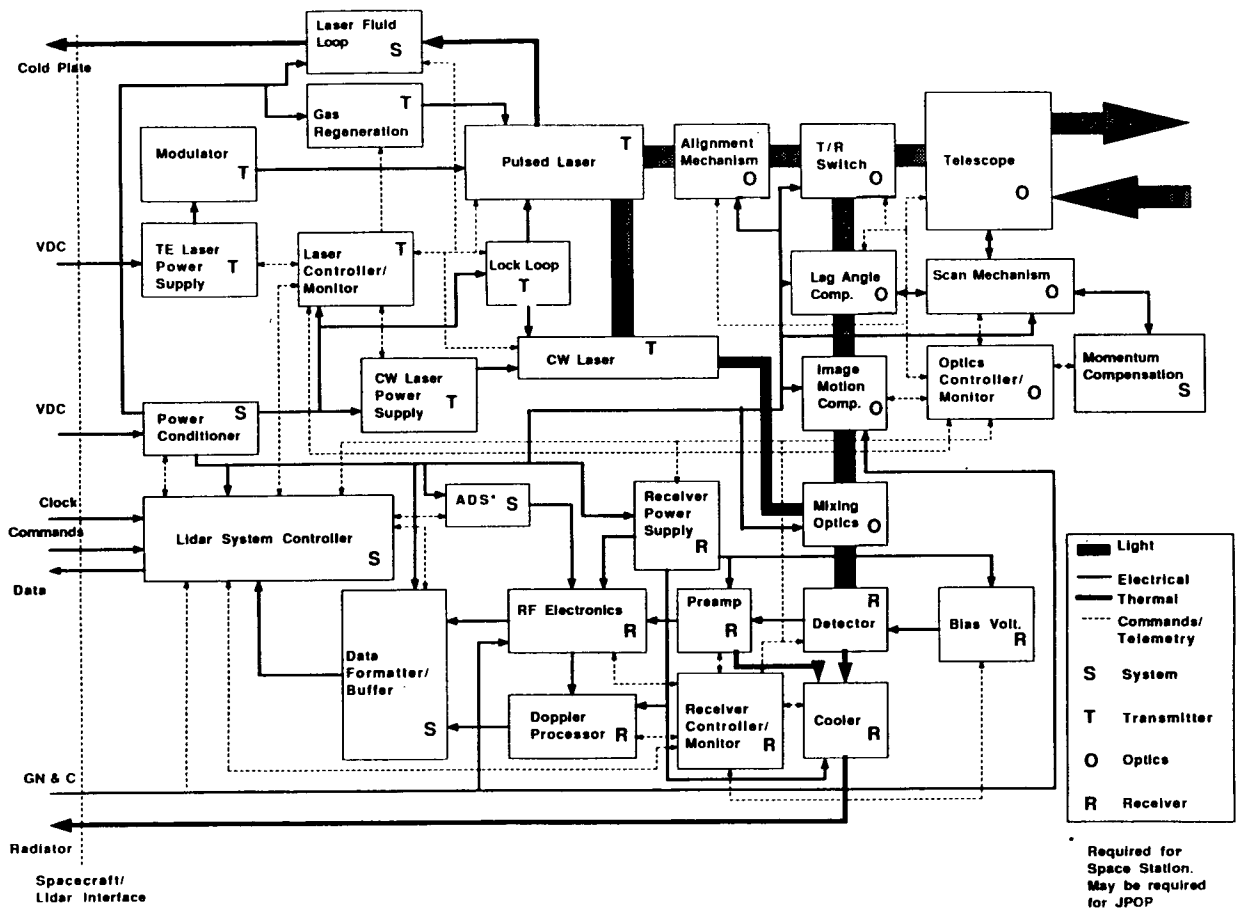 Laser Fluid
Loop
S
Cold Plate
Gas
Regeneration
T
Modulator
T
Pulsed Laser
T
Alignment
Mechanism
O
T/R
Switch
O
Telescope
O
VDC
TE Laser
Power
Supply
T
Laser
Controller/
Monitor
T
Lock Loop
T
Lag Angle
Comp.
O
Scan Mechanism
O
CW Laser
T
CW Laser
Power
Supply
T
Image
Motion
Comp.
O
Optics
Controller/
Monitor
O
Momentum
Compensation
S
VDC
Power
Conditioner
S
Clock
Commands
Data
Lidar System Controller
S
ADS*
S
Receiver
Power
Supply
R
Mixing
Optics
O
RF Electronics
R
Preamp
R
Detector
R
Bias Volt.
R
Data
Formatter/
Buffer
S
Doppler
Processor
R
Receiver
Controller/
Monitor
R
Cooler
R
GN & C
Radiator
Spacecraft/
Lidar Interface
Light
Electrical
Thermal
Commands/
Telemetry
S System
T Transmitter
O Optics
R Receiver
*
Required for
Space Station.
May be required
for JPOP